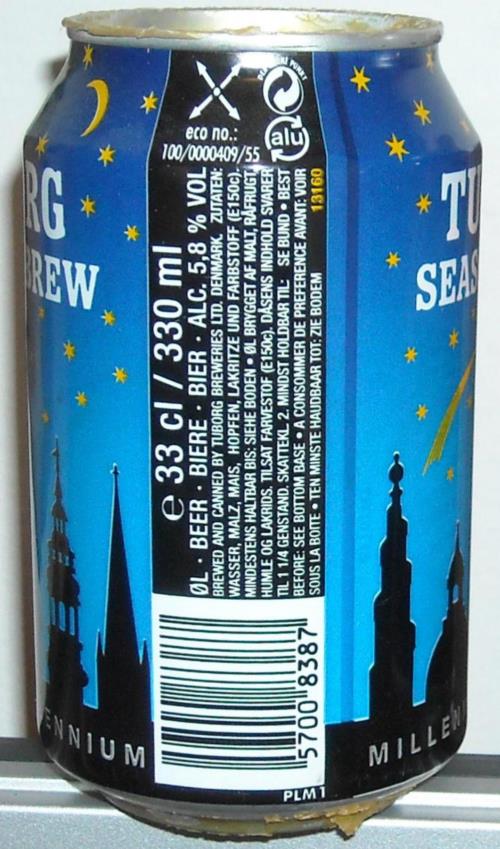 RG
BREW
ENNIUM
eco no.:
100/0000409/55
e 33 cl / 330 ml
ØL · BEER · BIERE · BIER · ALC. 5,8 % VOL
BREWED AND CANNED BY TUBORG BREWERIES LTD. DENMARK. ZUTATEN:
WASSER, MALZ, MAIS, HOPFEN, LAKRITZE UND FARBSTOFF (E150c).
MINDESTENS HALTBAR BIS: SIEHE BODEN • ØL BRYGGET AF MALT, RÅFRUGT
HUMLE OG LAKRIDS, TILSAT FARVESTOF (E150c). DÅSENS INDHOLD SVARER
TIL 1 1/4 GENSTAND. SKATTEKL. 2. MINDST HOLDBAR TIL: SE BUND • BEST
BEFORE: SEE BOTTOM BASE • A CONSOMMER DE PREFERENCE AVANT: VOIR
SOUS LA BOITE • TEN MINSTE HAUDBAAR TOT: ZIE BODEM
13160
5700 8387
PLM 1
TU
SEAS
MILLEN